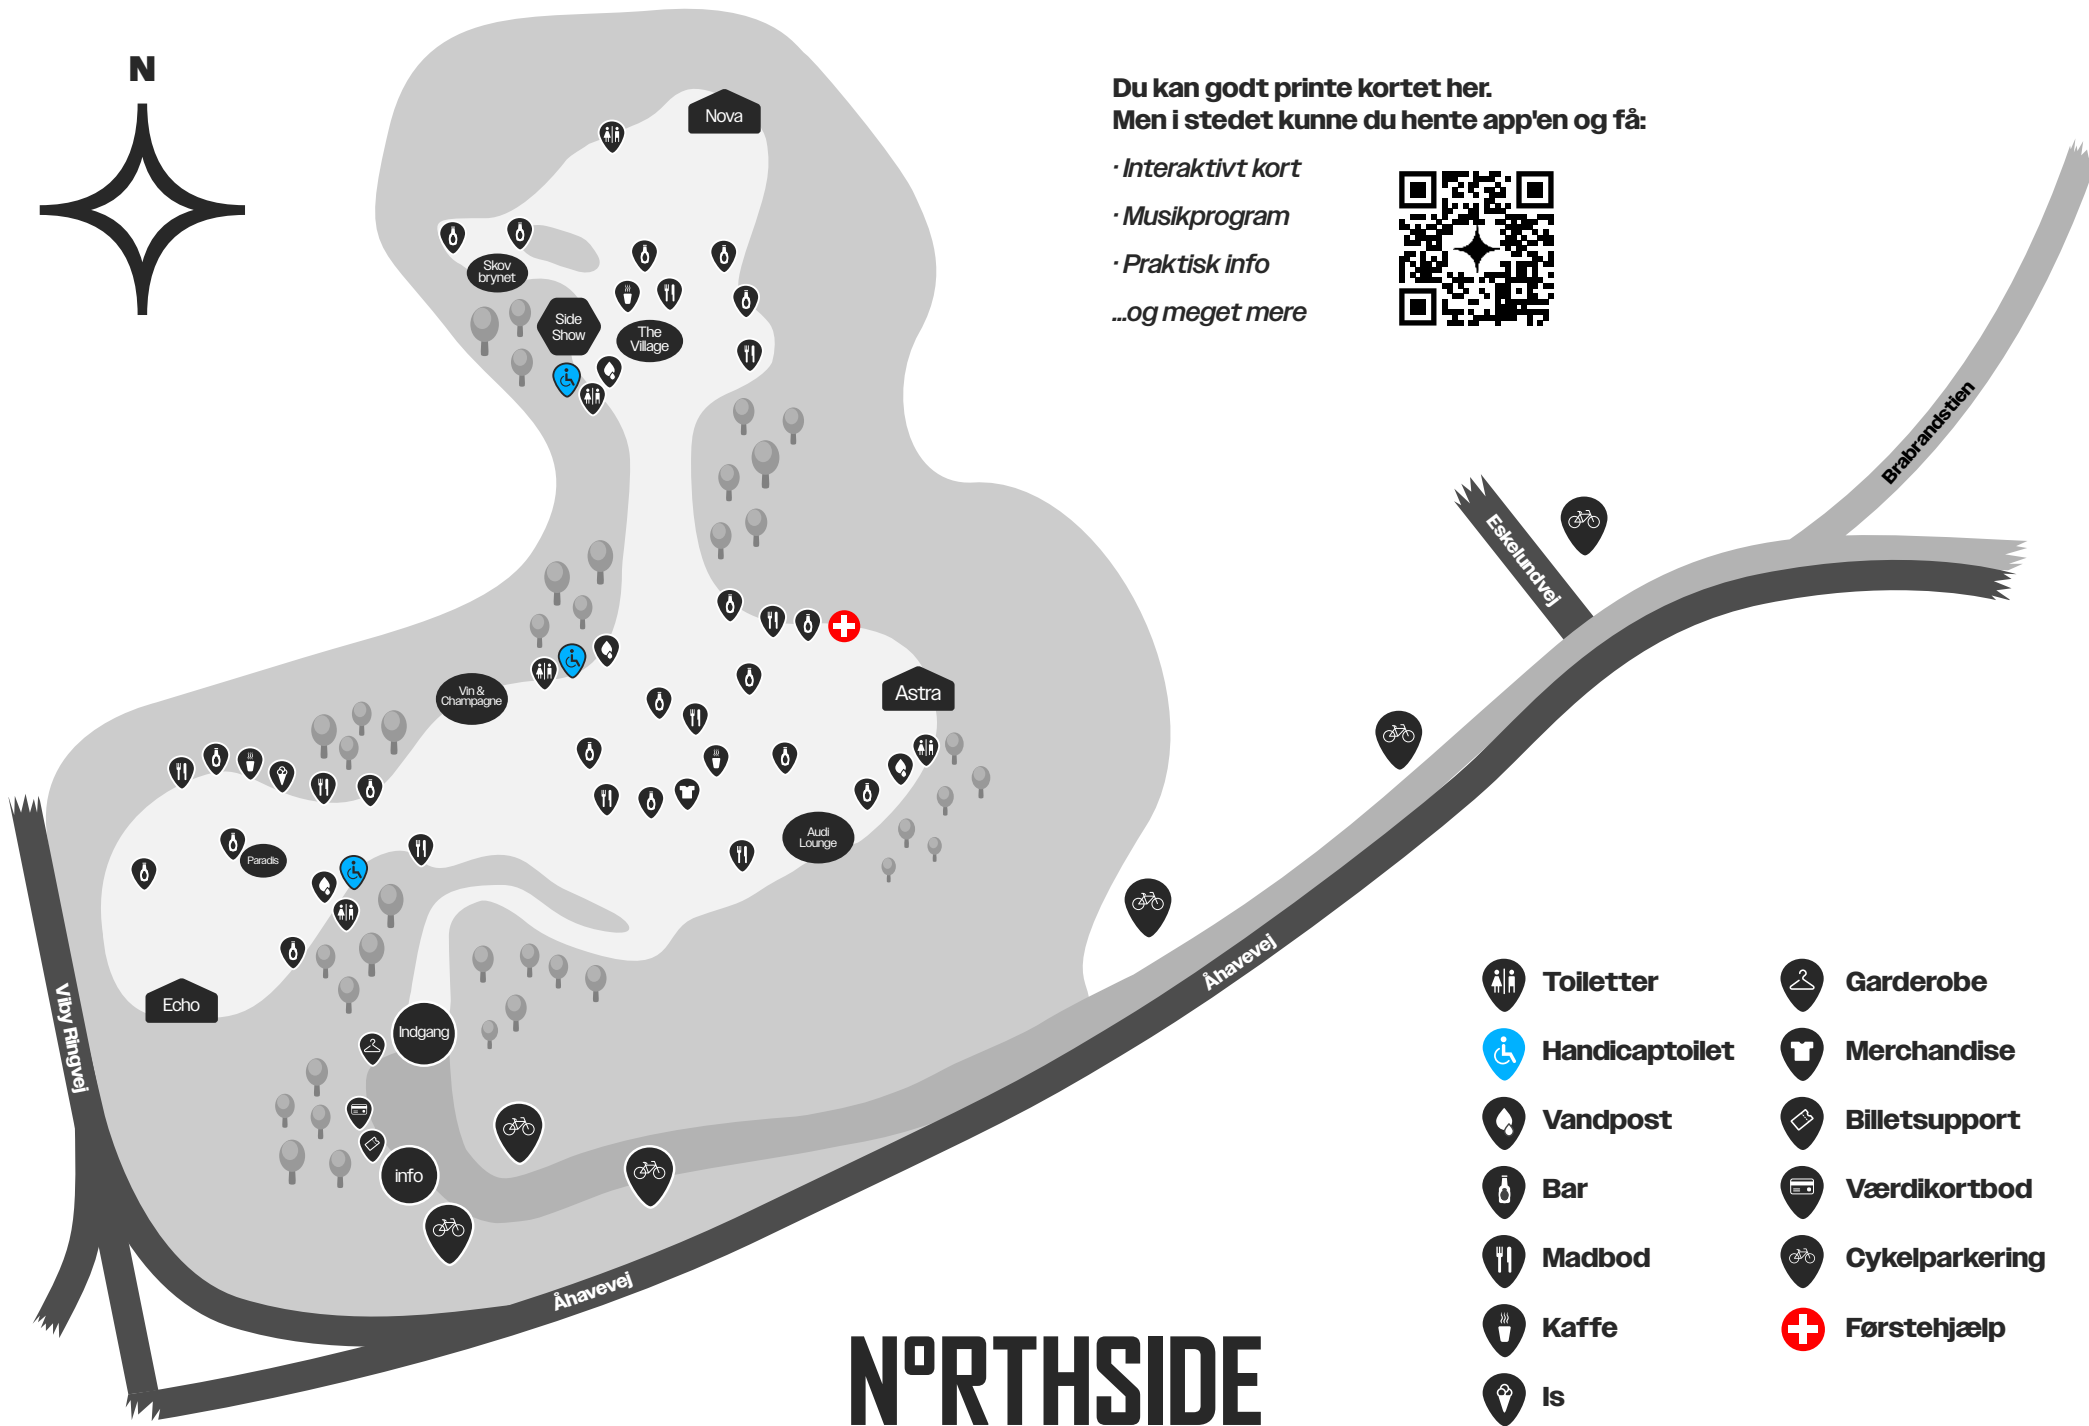 N
Du kan godt printe kortet her.
Men i stedet kunne du hente app'en og få:
· Interaktivt kort
· Musikprogram
· Praktisk info
...og meget mere
Nova
Skov
brynet
Side
Show
The
Village
Brabrandstien
Eskelundvej
Vin &
Champagne
Astra
Audi
Lounge
Paradis
Echo
Indgang
info
Viby Ringvej
Åhavevej
Åhavevej
Toiletter
Handicaptoilet
Vandpost
Bar
Madbod
Kaffe
Is
Garderobe
Merchandise
Billetsupport
Værdikortbod
Cykelparkering
Førstehjælp
NºRTHSIDE